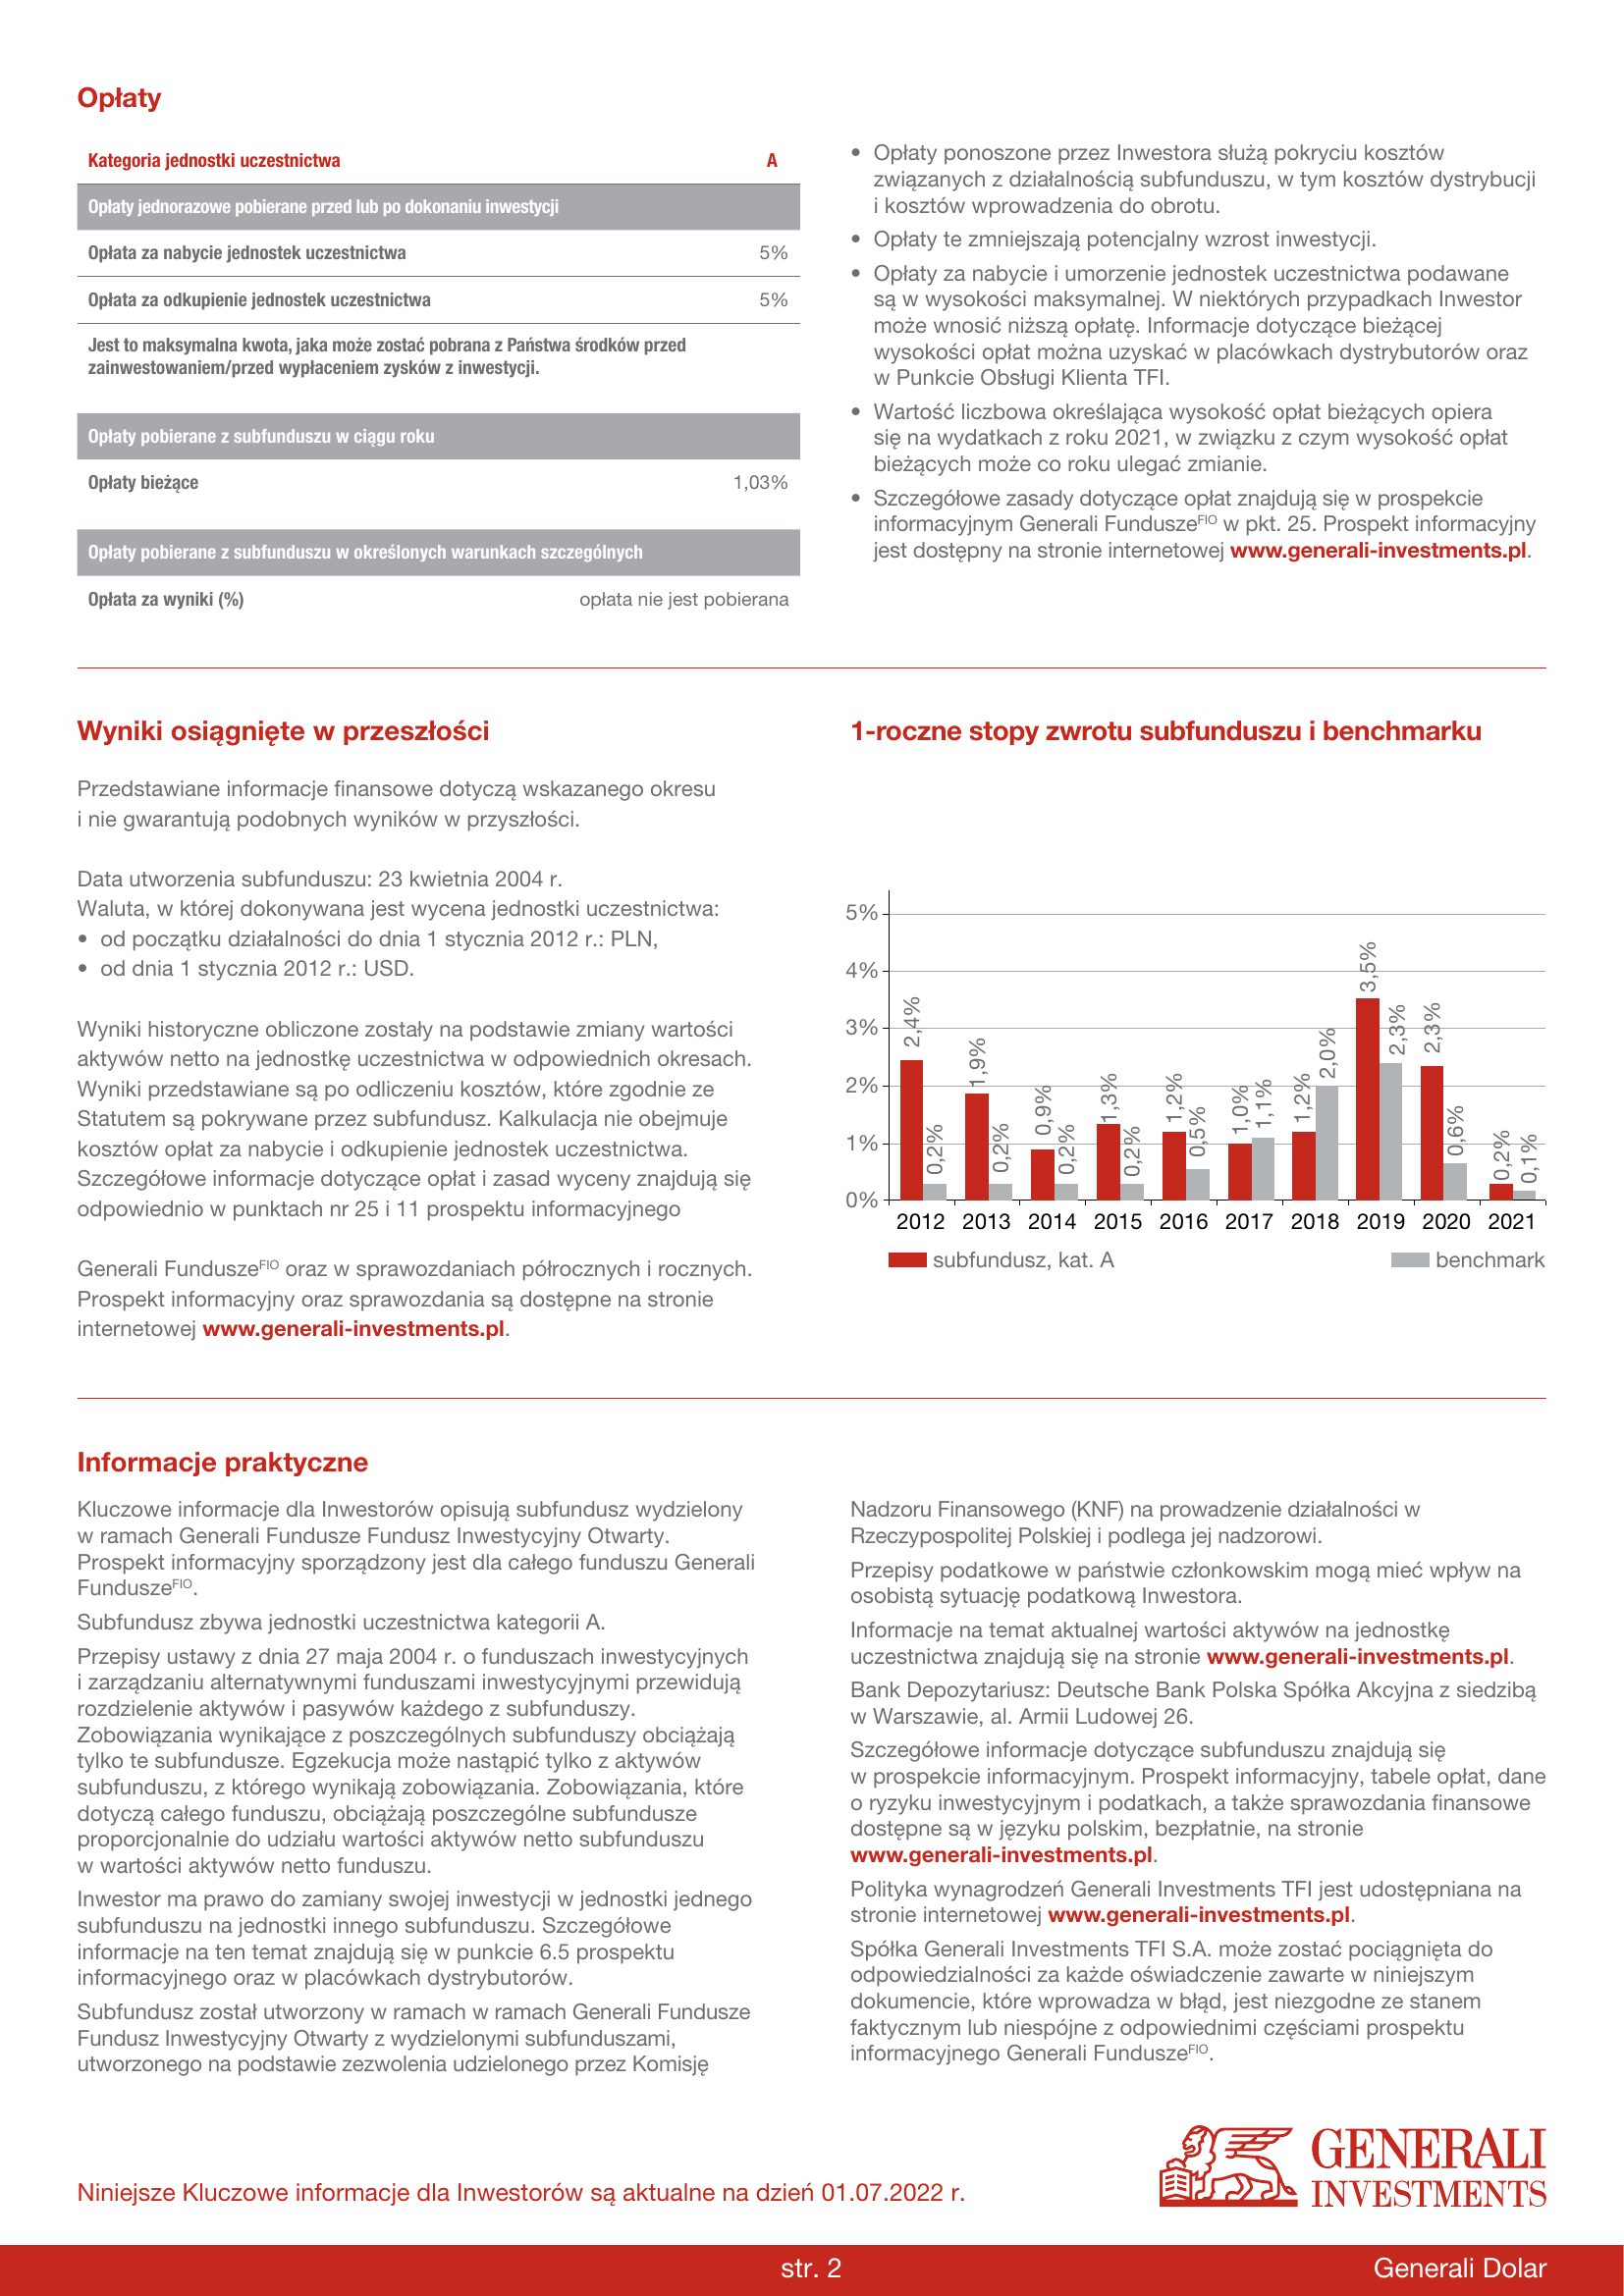 Opłaty
Kategoria jednostki uczestnictwa A
Opłaty jednorazowe pobierane przed lub po dokonaniu inwestycji
Opłata za nabycie jednostek uczestnictwa 5%
Opłata za odkupienie jednostek uczestnictwa 5%
Jest to maksymalna kwota, jaka może zostać pobrana z Państwa środków przed
zainwestowaniem/przed wypłaceniem zysków z inwestycji.
Opłaty pobierane z subfunduszu w ciągu roku
Opłaty bieżące 1,03%
Opłaty pobierane z subfunduszu w określonych warunkach szczególnych
Opłata za wyniki (%) opłata nie jest pobierana
• Opłaty ponoszone przez Inwestora służą pokryciu kosztów
związanych z działalnością subfunduszu, w tym kosztów dystrybucji
i kosztów wprowadzenia do obrotu.
• Opłaty te zmniejszają potencjalny wzrost inwestycji.
• Opłaty za nabycie i umorzenie jednostek uczestnictwa podawane
są w wysokości maksymalnej. W niektórych przypadkach Inwestor
może wnosić niższą opłatę. Informacje dotyczące bieżącej
wysokości opłat można uzyskać w placówkach dystrybutorów oraz
w Punkcie Obsługi Klienta TFI.
• Wartość liczbowa określająca wysokość opłat bieżących opiera
się na wydatkach z roku 2021, w związku z czym wysokość opłat
bieżących może co roku ulegać zmianie.
• Szczegółowe zasady dotyczące opłat znajdują się w prospekcie
informacyjnym Generali FunduszeFIO w pkt. 25. Prospekt informacyjny
jest dostępny na stronie internetowej www.generali-investments.pl.
Wyniki osiągnięte w przeszłości
Przedstawiane informacje finansowe dotyczą wskazanego okresu
i nie gwarantują podobnych wyników w przyszłości.
Data utworzenia subfunduszu: 23 kwietnia 2004 r.
Waluta, w której dokonywana jest wycena jednostki uczestnictwa:
• od początku działalności do dnia 1 stycznia 2012 r.: PLN,
• od dnia 1 stycznia 2012 r.: USD.
Wyniki historyczne obliczone zostały na podstawie zmiany wartości
aktywów netto na jednostkę uczestnictwa w odpowiednich okresach.
Wyniki przedstawiane są po odliczeniu kosztów, które zgodnie ze
Statutem są pokrywane przez subfundusz. Kalkulacja nie obejmuje
kosztów opłat za nabycie i odkupienie jednostek uczestnictwa.
Szczegółowe informacje dotyczące opłat i zasad wyceny znajdują się
odpowiednio w punktach nr 25 i 11 prospektu informacyjnego
Generali FunduszeFIO oraz w sprawozdaniach półrocznych i rocznych.
Prospekt informacyjny oraz sprawozdania są dostępne na stronie
internetowej www.generali-investments.pl.
1-roczne stopy zwrotu subfunduszu i benchmarku
5%
4%
3%
2%
1%
0%
2,4% 0,2%
1,9% 0,2%
0,9% 0,2%
1,3% 0,2%
1,2% 0,5%
1,0% 1,1%
1,2% 2,0%
3,5% 2,3%
2,3% 0,6%
0,2% 0,1%
2012 2013 2014 2015 2016 2017 2018 2019 2020 2021
subfundusz, kat. A benchmark
Informacje praktyczne
Kluczowe informacje dla Inwestorów opisują subfundusz wydzielony
w ramach Generali Fundusze Fundusz Inwestycyjny Otwarty.
Prospekt informacyjny sporządzony jest dla całego funduszu Generali
FunduszeFIO.
Subfundusz zbywa jednostki uczestnictwa kategorii A.
Przepisy ustawy z dnia 27 maja 2004 r. o funduszach inwestycyjnych
i zarządzaniu alternatywnymi funduszami inwestycyjnymi przewidują
rozdzielenie aktywów i pasywów każdego z subfunduszy.
Zobowiązania wynikające z poszczególnych subfunduszy obciążają
tylko te subfundusze. Egzekucja może nastąpić tylko z aktywów
subfunduszu, z którego wynikają zobowiązania. Zobowiązania, które
dotyczą całego funduszu, obciążają poszczególne subfundusze
proporcjonalnie do udziału wartości aktywów netto subfunduszu
w wartości aktywów netto funduszu.
Inwestor ma prawo do zamiany swojej inwestycji w jednostki jednego
subfunduszu na jednostki innego subfunduszu. Szczegółowe
informacje na ten temat znajdują się w punkcie 6.5 prospektu
informacyjnego oraz w placówkach dystrybutorów.
Subfundusz został utworzony w ramach w ramach Generali Fundusze
Fundusz Inwestycyjny Otwarty z wydzielonymi subfunduszami,
utworzonego na podstawie zezwolenia udzielonego przez Komisję
Nadzoru Finansowego (KNF) na prowadzenie działalności w
Rzeczypospolitej Polskiej i podlega jej nadzorowi.
Przepisy podatkowe w państwie członkowskim mogą mieć wpływ na
osobistą sytuację podatkową Inwestora.
Informacje na temat aktualnej wartości aktywów na jednostkę
uczestnictwa znajdują się na stronie www.generali-investments.pl.
Bank Depozytariusz: Deutsche Bank Polska Spółka Akcyjna z siedzibą
w Warszawie, al. Armii Ludowej 26.
Szczegółowe informacje dotyczące subfunduszu znajdują się
w prospekcie informacyjnym. Prospekt informacyjny, tabele opłat, dane
o ryzyku inwestycyjnym i podatkach, a także sprawozdania finansowe
dostępne są w języku polskim, bezpłatnie, na stronie
www.generali-investments.pl.
Polityka wynagrodzeń Generali Investments TFI jest udostępniana na
stronie internetowej www.generali-investments.pl.
Spółka Generali Investments TFI S.A. może zostać pociągnięta do
odpowiedzialności za każde oświadczenie zawarte w niniejszym
dokumencie, które wprowadza w błąd, jest niezgodne ze stanem
faktycznym lub niespójne z odpowiednimi częściami prospektu
informacyjnego Generali FunduszeFIO.
Niniejsze Kluczowe informacje dla Inwestorów są aktualne na dzień 01.07.2022 r.
GENERALI
INVESTMENTS
str. 2 Generali Dolar